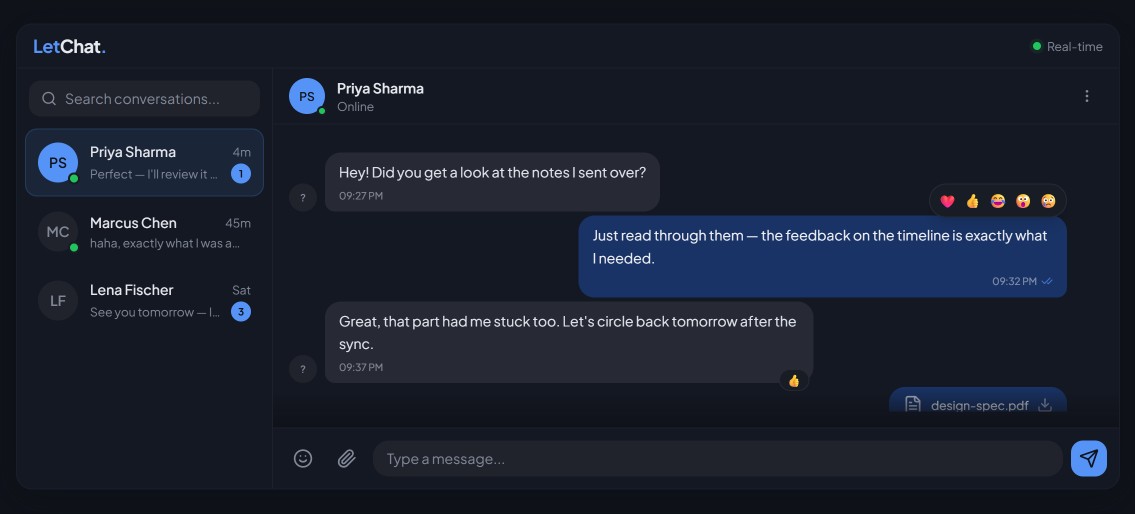 LetChat.
Real-time
Search conversations...
PS
Priya Sharma
4m
Perfect — I'll review it ...
1
MC
Marcus Chen
45m
haha, exactly what I was a...
LF
Lena Fischer
Sat
See you tomorrow — I...
3
PS
Priya Sharma
Online
Hey! Did you get a look at the notes I sent over?
09:27 PM
?
Just read through them — the feedback on the timeline is exactly what
I needed.
09:32 PM
Great, that part had me stuck too. Let's circle back tomorrow after the
sync.
09:37 PM
?
design-spec.pdf
Type a message...